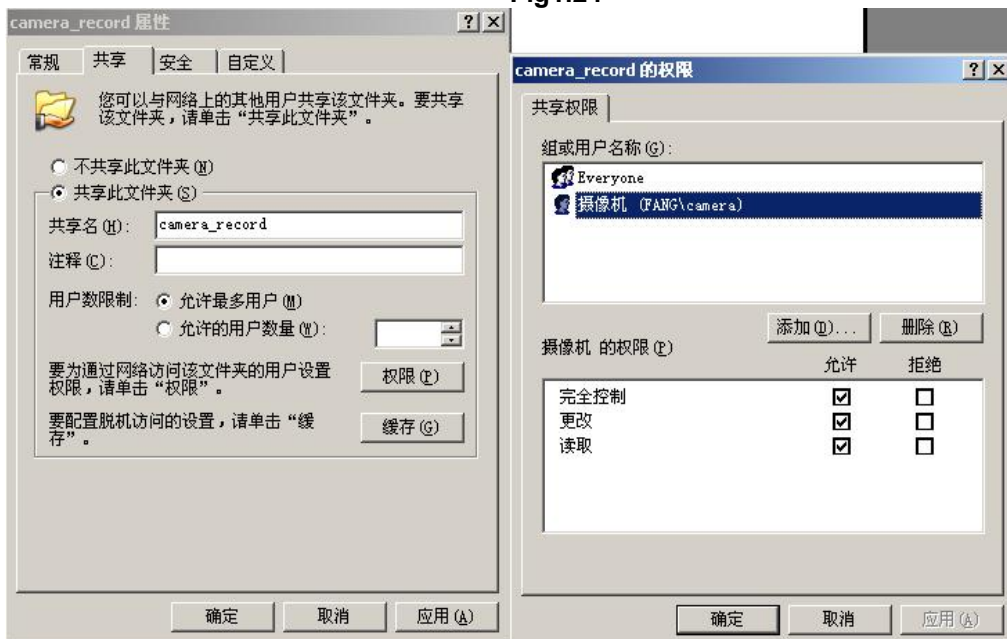 camera_record 属性
常规
共享
安全
自定义
您可以与网络上的其他用户共享该文件夹。要共享
该文件夹，请单击“共享此文件夹”。
不共享此文件夹(N)
共享此文件夹(S)
共享名(H):
camera_record
注释(C):
用户数限制:
允许最多用户(M)
允许的用户数量(W):
要为通过网络访问该文件夹的用户设置
权限，请单击“权限”。
权限(P)
要配置脱机访问的设置，请单击“缓
存”。
缓存(G)
确定
取消
应用(A)
camera_record 的权限
共享权限
组或用户名称(G):
Everyone
摄像机 (FANG\camera)
添加(D)...
删除(R)
摄像机 的权限(P)
允许
拒绝
完全控制
更改
读取
确定
取消
应用(A)